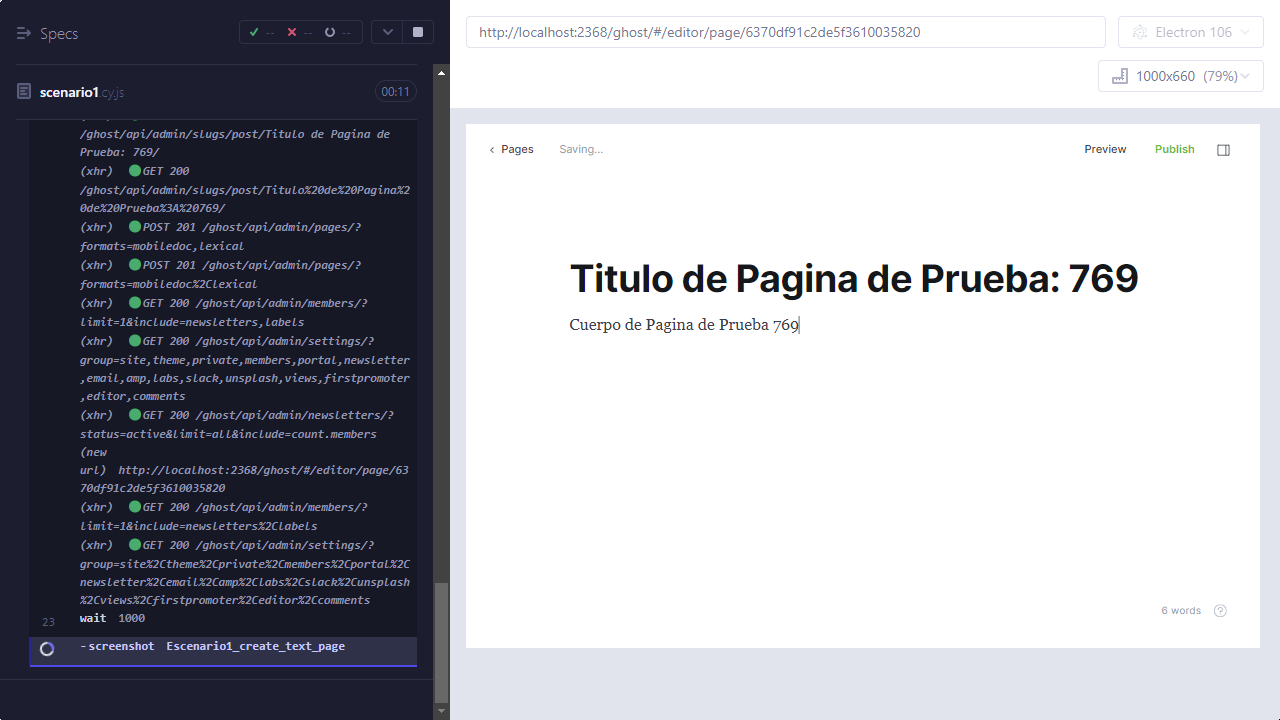 Specs
-- -- --
scenario1.cy.js
00:11
/ghost/api/admin/slugs/post/Titulo de Pagina de
Prueba: 769/
(xhr) GET 200
/ghost/api/admin/slugs/post/Titulo%20de%20Pagina%2
0de%20Prueba%3A%20769/
(xhr) POST 201 /ghost/api/admin/pages/?
formats=mobiledoc,lexical
(xhr) POST 201 /ghost/api/admin/pages/?
formats=mobiledoc%2Clexical
(xhr) GET 200 /ghost/api/admin/members/?
limit=1&include=newsletters,labels
(xhr) GET 200 /ghost/api/admin/settings/?
group=site,theme,private,members,portal,newsletter
,email,amp,labs,slack,unsplash,views,firstpromoter
,editor,comments
(xhr) GET 200 /ghost/api/admin/newsletters/?
status=active&limit=all&include=count.members
(new
url) http://localhost:2368/ghost/#/editor/page/63
70df91c2de5f3610035820
(xhr) GET 200 /ghost/api/admin/members/?
limit=1&include=newsletters%2Clabels
(xhr) GET 200 /ghost/api/admin/settings/?
group=site%2Ctheme%2Cprivate%2Cmembers%2Cportal%2C
newsletter%2Cemail%2Camp%2Clabs%2Cslack%2Cunsplash
%2Cviews%2Cfirstpromoter%2Ceditor%2Ccomments
23 wait 1000
-screenshot Escenario1_create_text_page
http://localhost:2368/ghost/#/editor/page/6370df91c2de5f3610035820
Electron 106
1000x660 (79%)
Pages
Saving...
Preview
Publish
Titulo de Pagina de Prueba: 769
Cuerpo de Pagina de Prueba 769
6 words
?